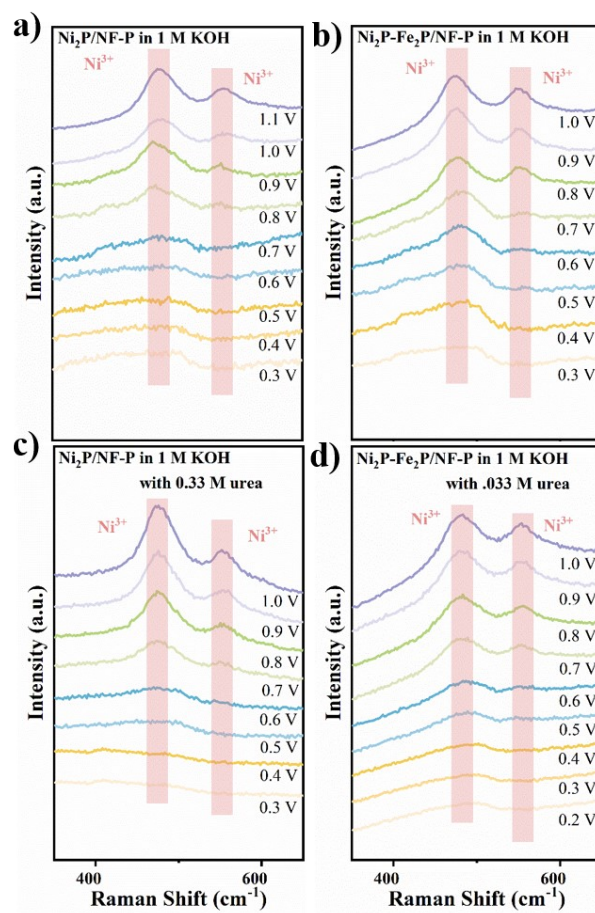 a)
Ni₂P/NF-P in 1 M KOH
Ni³⁺
Ni³⁺
1.1 V
1.0 V
0.9 V
0.8 V
0.7 V
0.6 V
0.5 V
0.4 V
0.3 V
Intensity (a.u.)
b)
Ni₂P-Fe₂P/NF-P in 1 M KOH
Ni³⁺
Ni³⁺
1.0 V
0.9 V
0.8 V
0.7 V
0.6 V
0.5 V
0.4 V
0.3 V
Intensity (a.u.)
c)
Ni₂P/NF-P in 1 M KOH
with 0.33 M urea
Ni³⁺
Ni³⁺
1.0 V
0.9 V
0.8 V
0.7 V
0.6 V
0.5 V
0.4 V
0.3 V
Intensity (a.u.)
400
600
Raman Shift (cm⁻¹)
d)
Ni₂P-Fe₂P/NF-P in 1 M KOH
with .033 M urea
Ni³⁺
Ni³⁺
1.0 V
0.9 V
0.8 V
0.7 V
0.6 V
0.5 V
0.4 V
0.3 V
0.2 V
Intensity (a.u.)
400
600
Raman Shift (cm⁻¹)